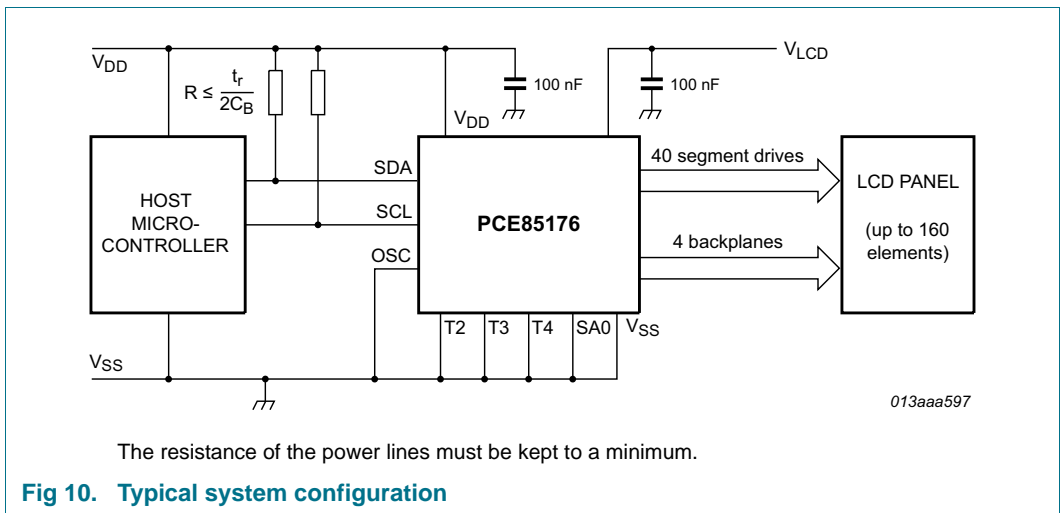 VDD
R ≤ tr
2CB
100 nF
VLCD
100 nF
VDD
HOST
MICRO-
CONTROLLER
SDA
SCL
OSC
PCE85176
40 segment drives
4 backplanes
LCD PANEL
(up to 160
elements)
T2 T3 T4 SA0 VSS
VSS
013aaa597
The resistance of the power lines must be kept to a minimum.
Fig 10. Typical system configuration